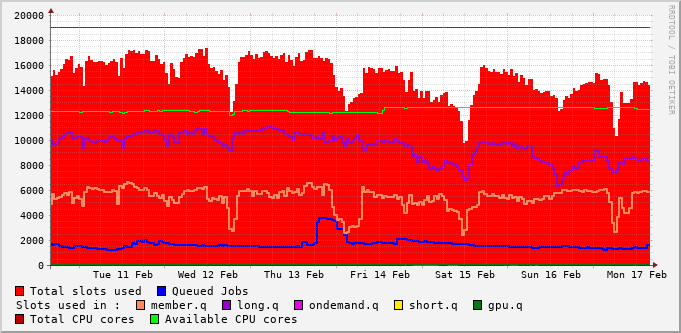 20000
18000
16000
14000
12000
10000
8000
6000
4000
2000
0
Tue 11 Feb Wed 12 Feb Thu 13 Feb Fri 14 Feb Sat 15 Feb Sun 16 Feb Mon 17 Feb
Total slots used Queued Jobs
Slots used in : member.q long.q ondemand.q short.q gpu.q
Total CPU cores Available CPU cores
RRDTOOL / TOBI OETIKER